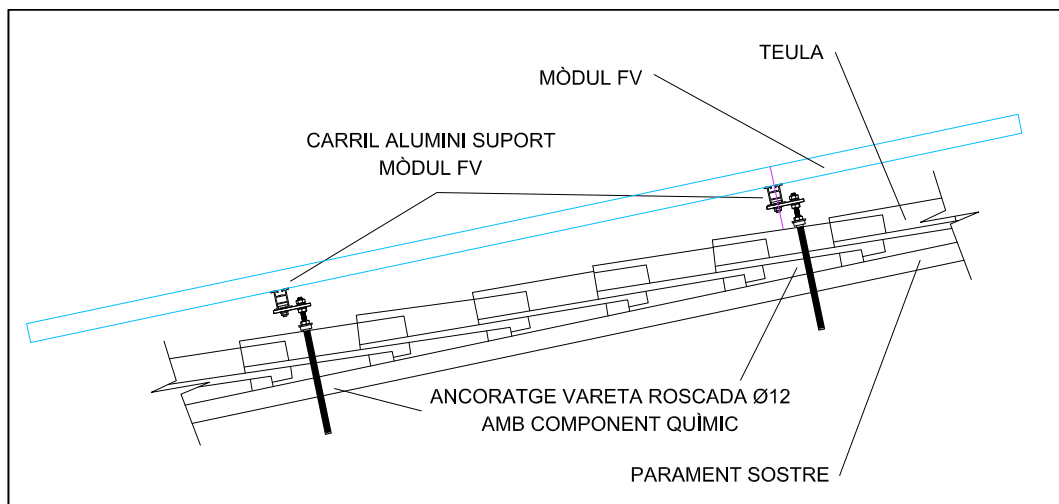 TEULA
MÒDUL FV
CARRIL ALUMINI SUPORT
MÒDUL FV
ANCORATGE VARETA ROSCADA Ø12
AMB COMPONENT QUÌMIC
PARAMENT SOSTRE